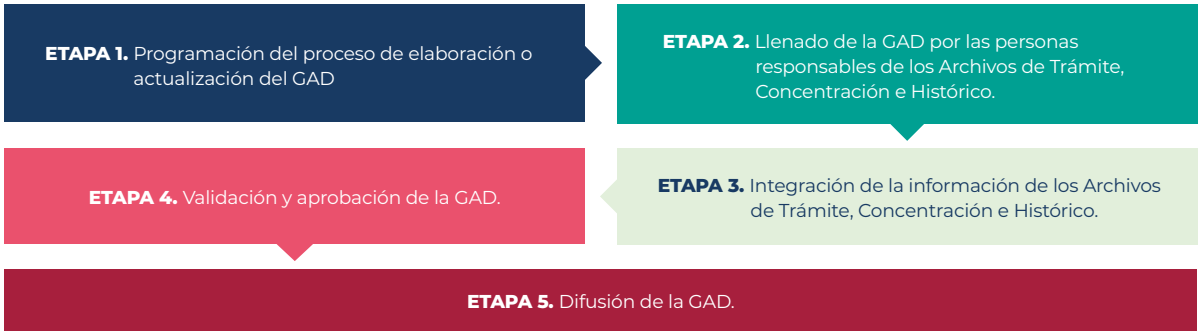 ETAPA 1. Programación del proceso de elaboración o
actualización del GAD
ETAPA 2. Llenado de la GAD por las personas
responsables de los Archivos de Trámite,
Concentración e Histórico.
ETAPA 3. Integración de la información de los Archivos
de Trámite, Concentración e Histórico.
ETAPA 4. Validación y aprobación de la GAD.
ETAPA 5. Difusión de la GAD.